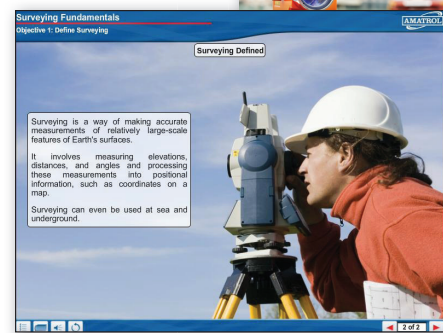 Surveying Fundamentals
Objective 1: Define Surveying
AMATROL
Surveying Defined
Surveying is a way of making accurate
measurements of relatively large-scale
features of Earth's surfaces.
It involves measuring elevations,
distances, and angles and processing
these measurements into positional
information, such as coordinates on a
map.
Surveying can even be used at sea and
underground.
2 of 2